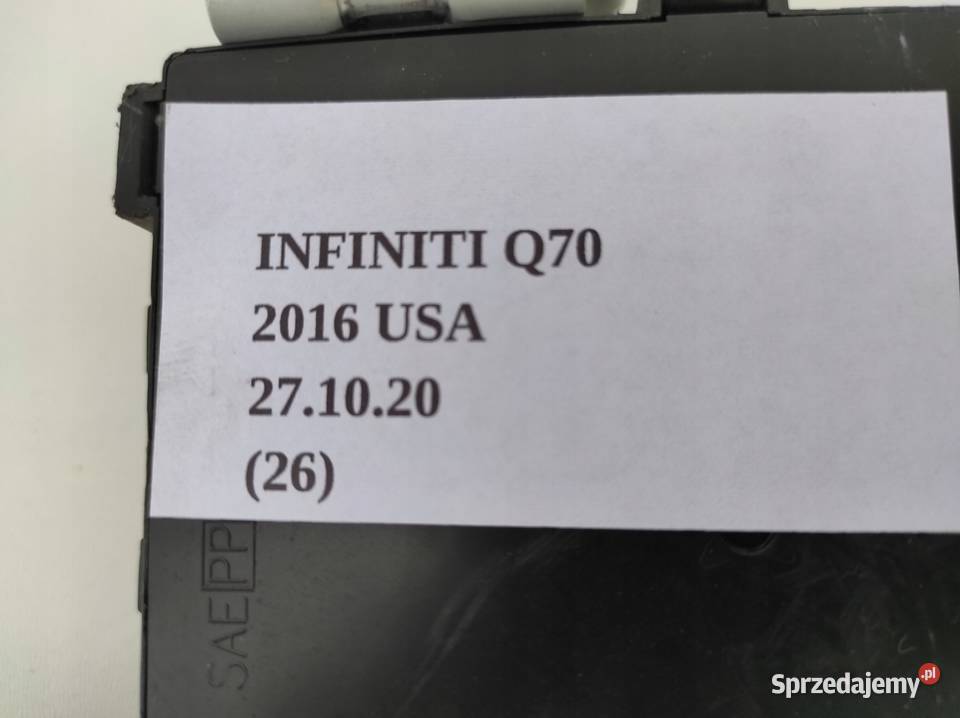 INFINITI Q70
2016 USA
27.10.20
(26)
SAE PP
Sprzedajemy.pl